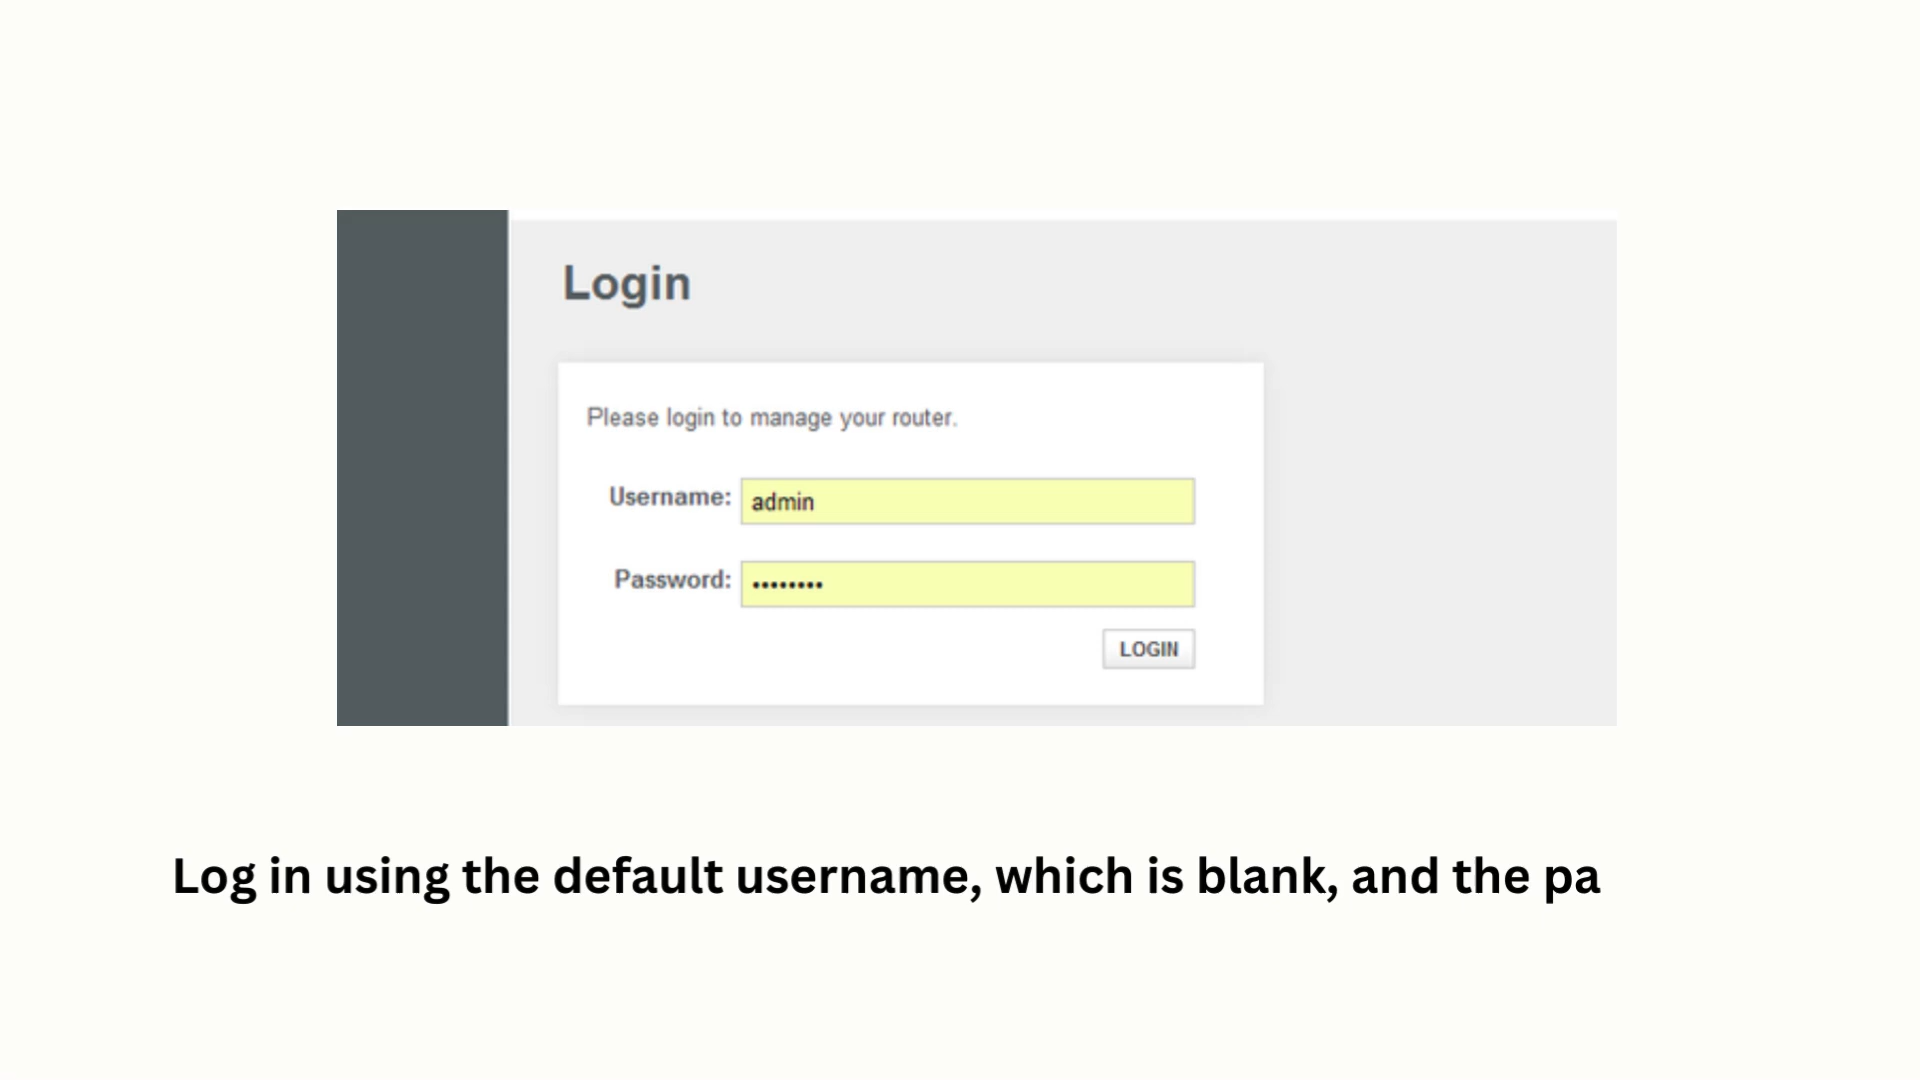 Login
Please login to manage your router.
Username: admin
Password: ••••••••
LOGIN
Log in using the default username, which is blank, and the pa